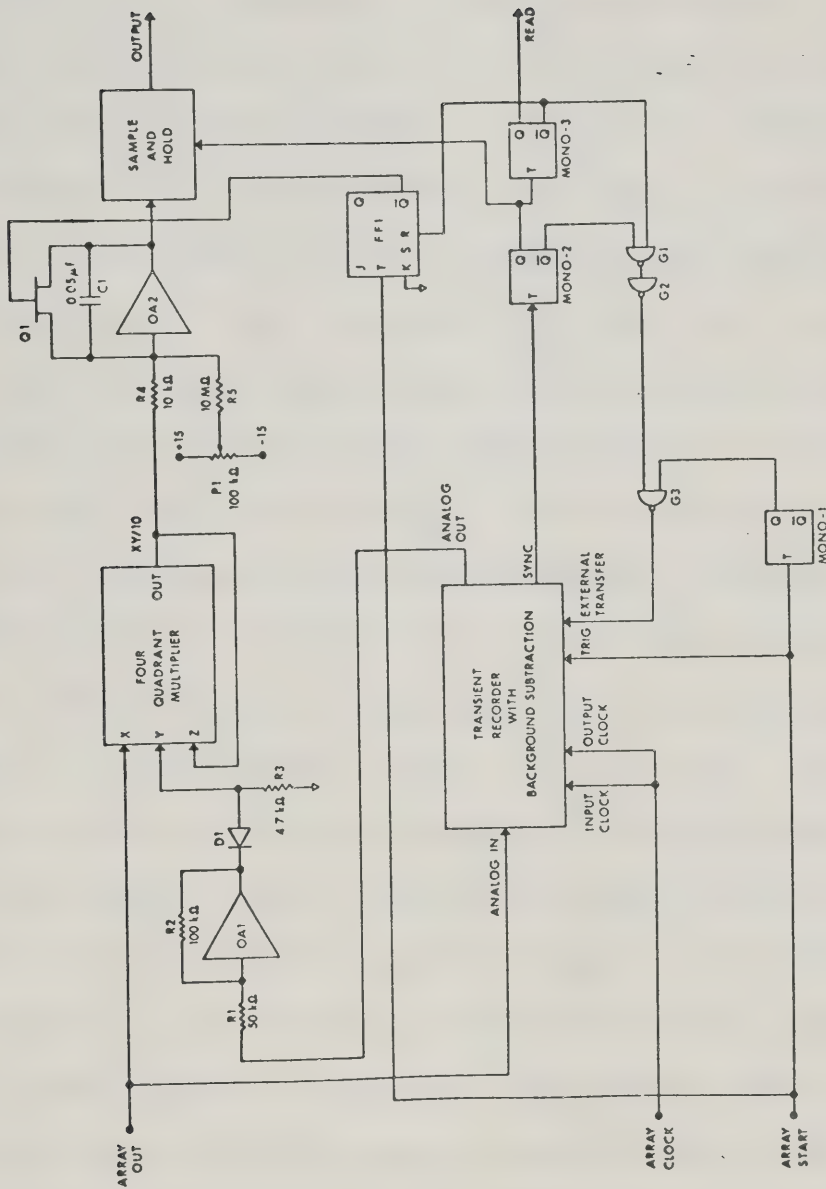 ARRAY
OUT
ARRAY
CLOCK
ARRAY
START
R1
50 kΩ
R2
100 kΩ
OA1
D1
R3
4.7 kΩ
X
Y
Z
FOUR
QUADRANT
MULTIPLIER
OUT
XY/10
+15
P1
100 kΩ
-15
R4
10 kΩ
10 MΩ
R5
Q1
0.05µf
C1
OA2
SAMPLE
AND
HOLD
OUTPUT
ANALOG IN
TRANSIENT
RECORDER
WITH
BACKGROUND SUBTRACTION
ANALOG
OUT
SYNC
INPUT
CLOCK
OUTPUT
CLOCK
TRIG
EXTERNAL
TRANSFER
J
Q
T
FF1
K
S
R
Q
T
Q
Q
MONO-2
T
Q
Q
MONO-3
READ
G1
G2
G3
T
Q
Q
MONO-1